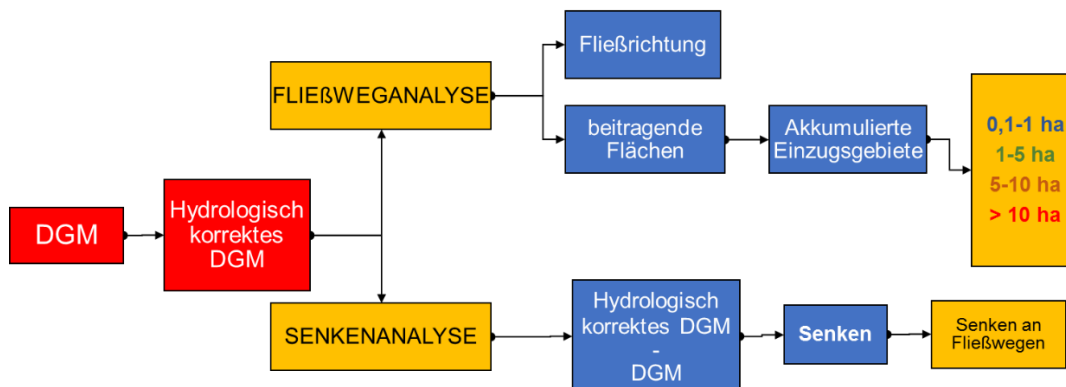 DGM
Hydrologisch
korrektes
DGM
FLIEßWEGANALYSE
Fließrichtung
beitragende
Flächen
Akkumulierte
Einzugsgebiete
0,1-1 ha
1-5 ha
5-10 ha
> 10 ha
SENKENANALYSE
Hydrologisch
korrektes DGM
-
DGM
Senken
Senken an
Fließwegen